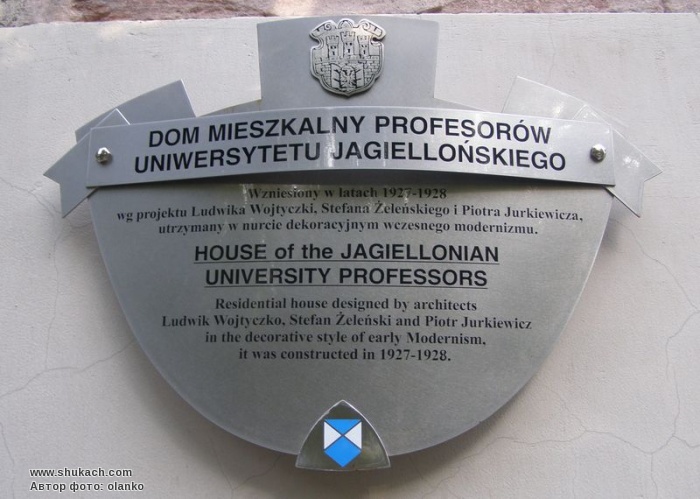 DOM MIESZKALNY PROFESORÓW
UNIWERSYTETU JAGIELLOŃSKIEGO
Wzniesiony w latach 1927-1928
wg projektu Ludwika Wojtyczki, Stefana Żeleńskiego i Piotra Jurkiewicza,
utrzymany w nurcie dekoracyjnym wczesnego modernizmu.
HOUSE of the JAGIELLONIAN
UNIVERSITY PROFESSORS
Residential house designed by architects
Ludwik Wojtyczko, Stefan Żeleński and Piotr Jurkiewicz
in the decorative style of early Modernism,
it was constructed in 1927-1928.
www.shukach.com
Автор фото: olanko